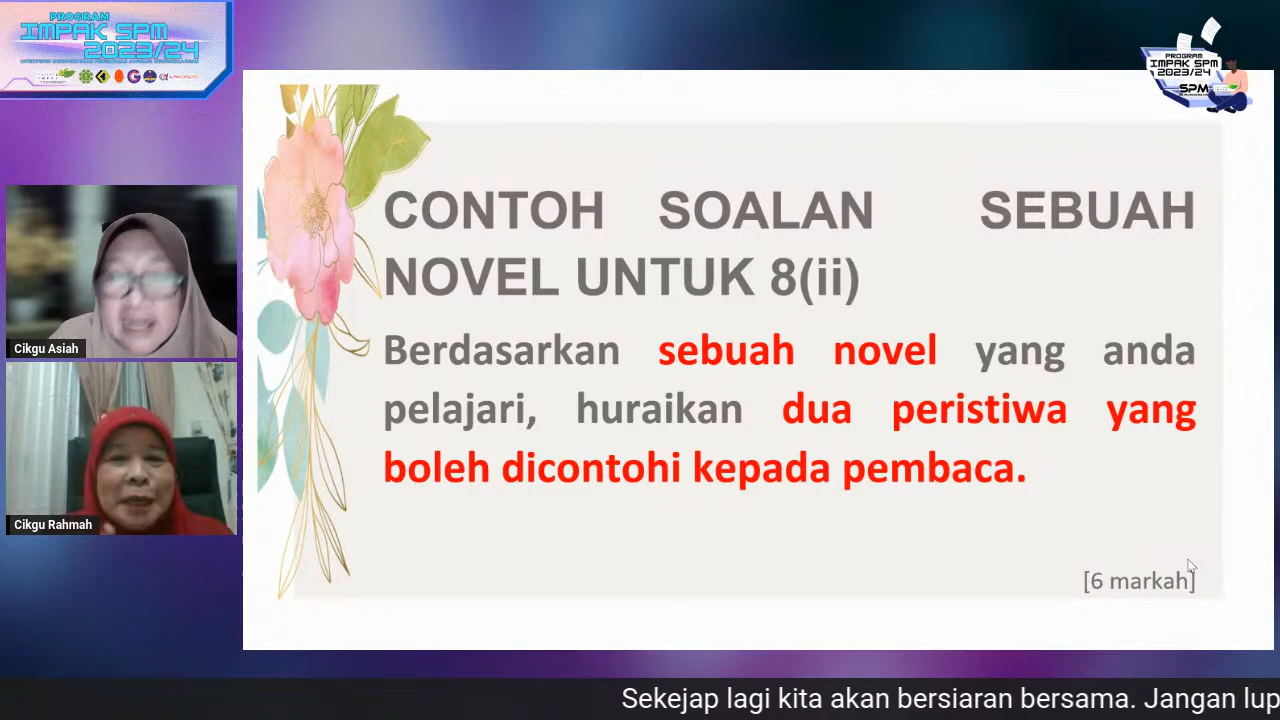 PROGRAM
IMPAK SPM
2023/24
PROGRAM
IMPAK SPM
2023/24
SPM
CONTOH SOALAN SEBUAH
NOVEL UNTUK 8(ii)
Berdasarkan sebuah novel yang anda
pelajari, huraikan dua peristiwa yang
boleh dicontohi kepada pembaca.
[6 markah]
Cikgu Asiah
Cikgu Rahmah
Sekejap lagi kita akan bersiaran bersama. Jangan lup